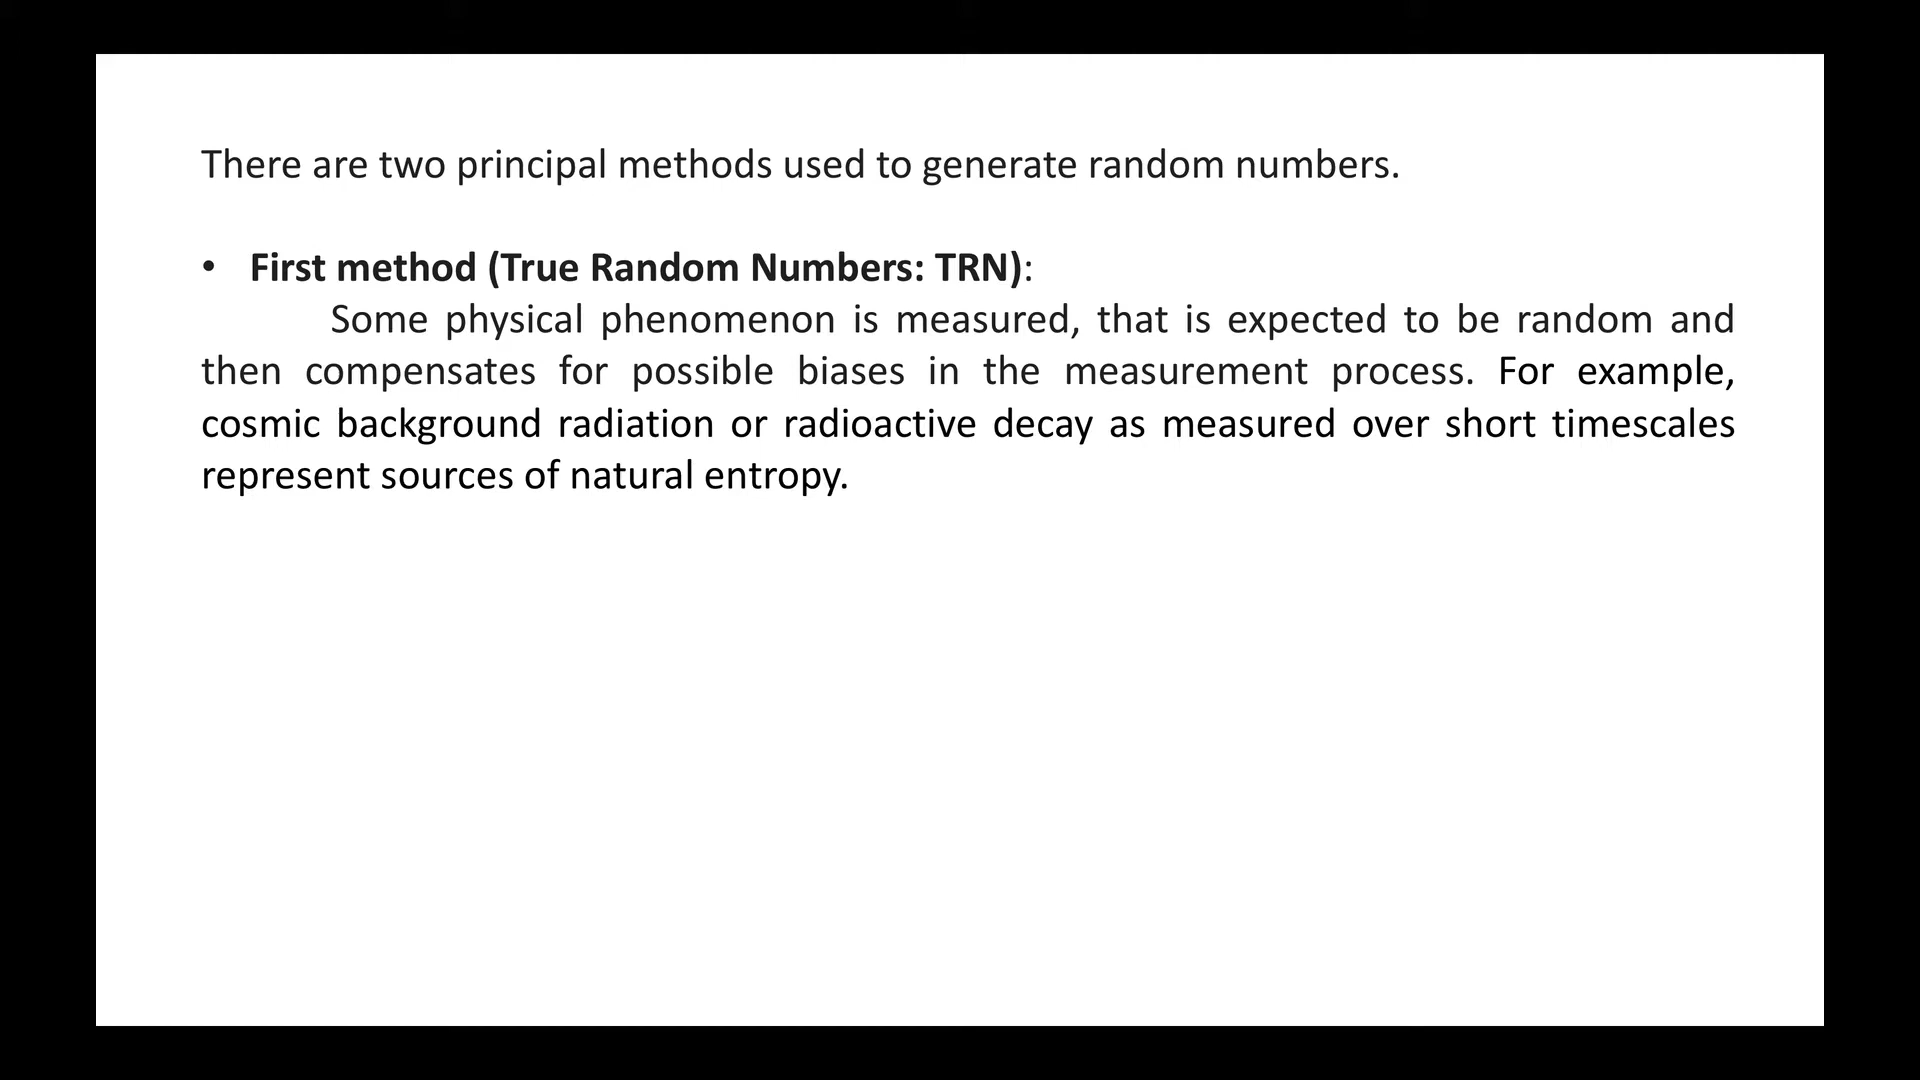 There are two principal methods used to generate random numbers.
• First method (True Random Numbers: TRN):
Some physical phenomenon is measured, that is expected to be random and
then compensates for possible biases in the measurement process. For example,
cosmic background radiation or radioactive decay as measured over short timescales
represent sources of natural entropy.